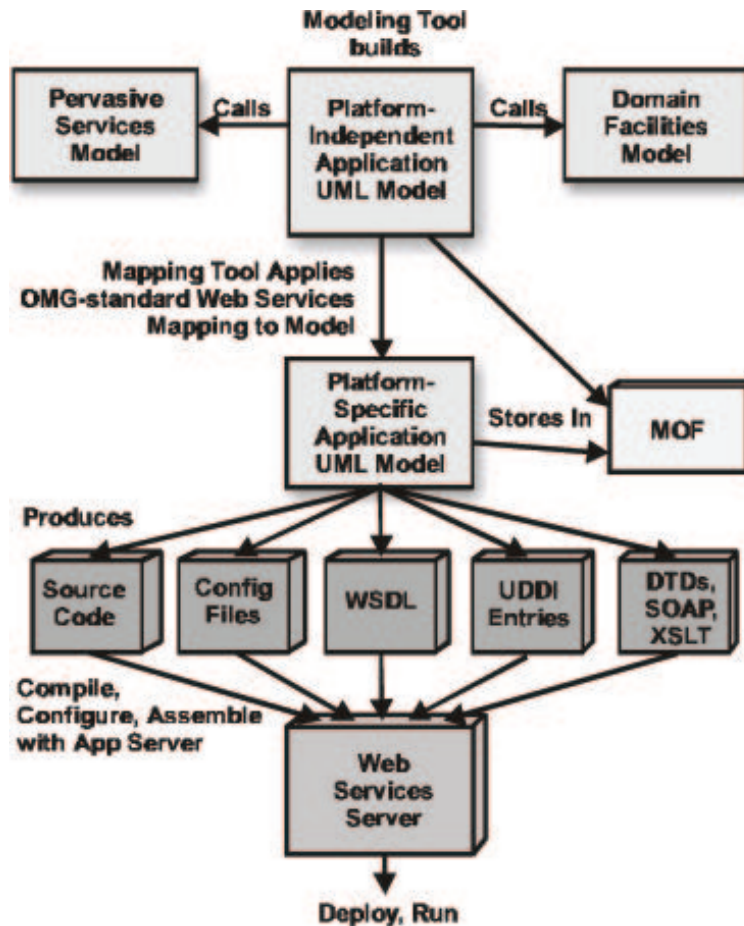 Modeling Tool
builds
Pervasive
Services
Model
Calls
Platform-
Independent
Application
UML Model
Calls
Domain
Facilities
Model
Mapping Tool Applies
OMG-standard Web Services
Mapping to Model
Platform-
Specific
Application
UML Model
Stores In
MOF
Produces
Source
Code
Config
Files
WSDL
UDDI
Entries
DTDs,
SOAP,
XSLT
Compile,
Configure, Assemble
with App Server
Web
Services
Server
Deploy, Run